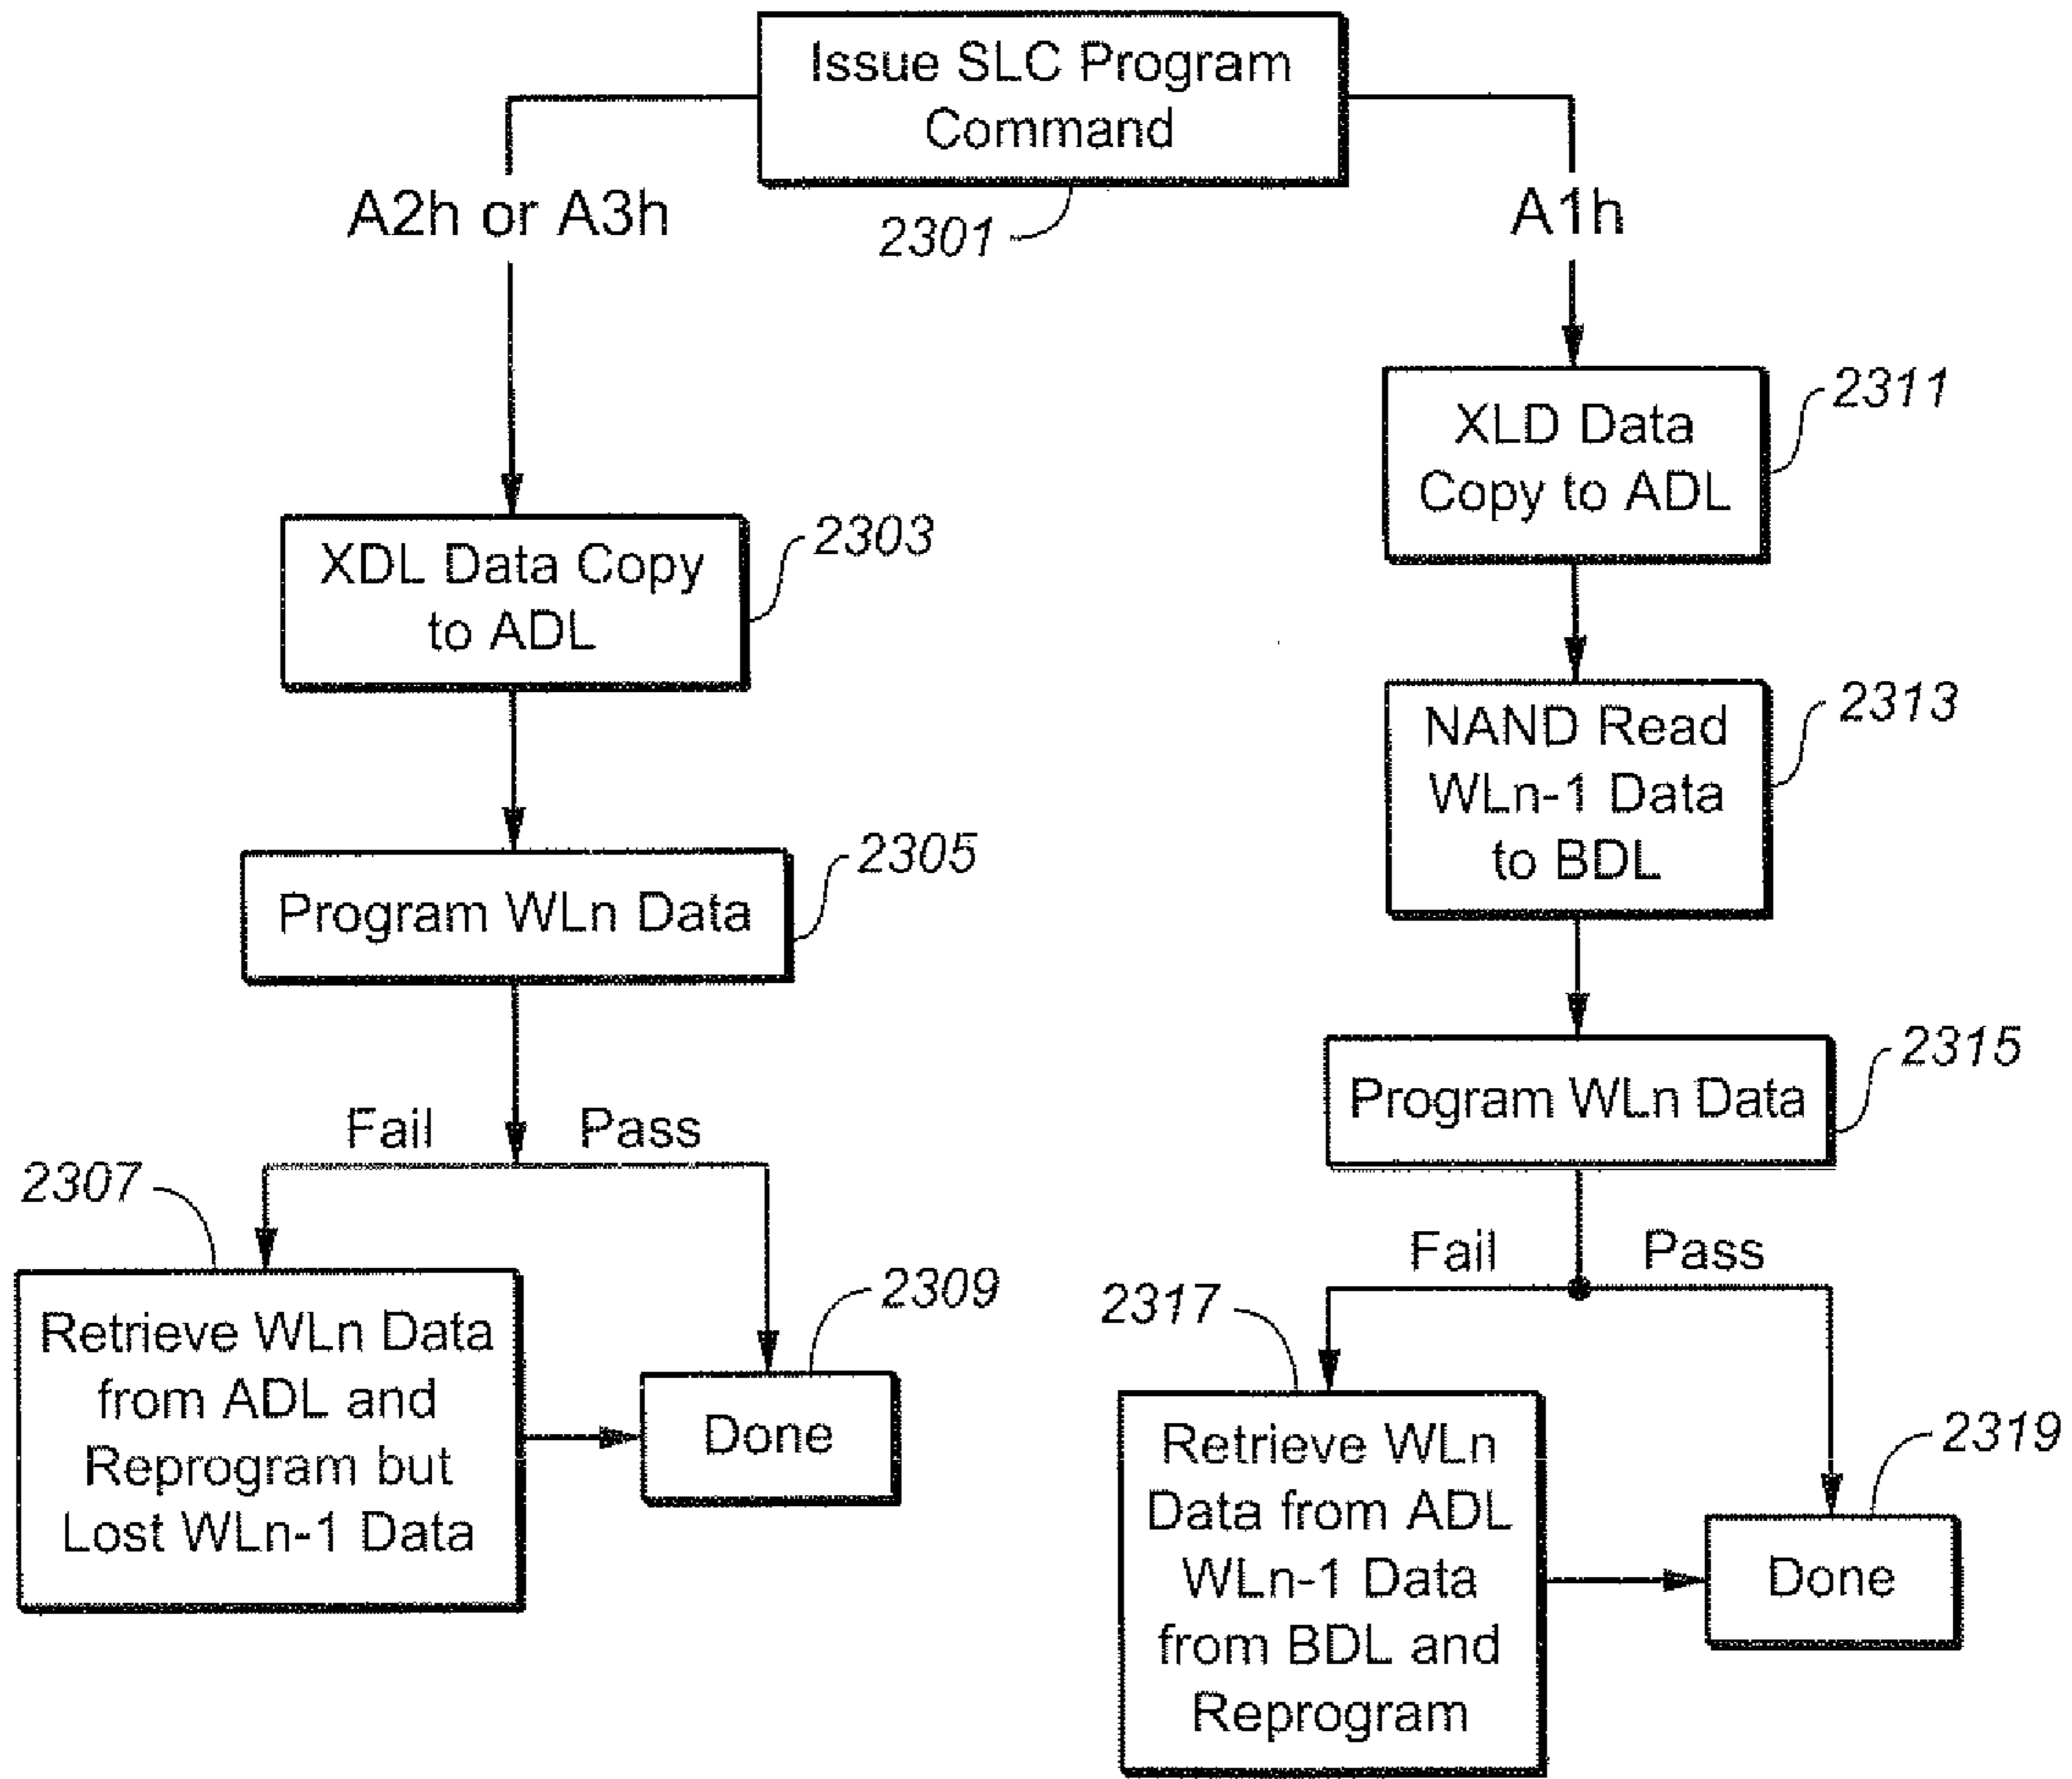 Issue SLC Program
Command
2301
A2h or A3h
A1h
XDL Data Copy
to ADL
2303
Program WLn Data
2305
Fail
Pass
2307
Retrieve WLn Data
from ADL and
Reprogram but
Lost WLn-1 Data
2309
Done
XLD Data
Copy to ADL
2311
NAND Read
WLn-1 Data
to BDL
2313
Program WLn Data
2315
Fail
Pass
2317
Retrieve WLn
Data from ADL
WLn-1 Data
from BDL and
Reprogram
2319
Done